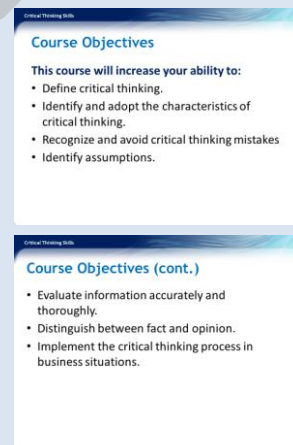 Critical Thinking Skills
Course Objectives
This course will increase your ability to:
• Define critical thinking.
• Identify and adopt the characteristics of
critical thinking.
• Recognize and avoid critical thinking mistakes
• Identify assumptions.
Critical Thinking Skills
Course Objectives (cont.)
• Evaluate information accurately and
thoroughly.
• Distinguish between fact and opinion.
• Implement the critical thinking process in
business situations.